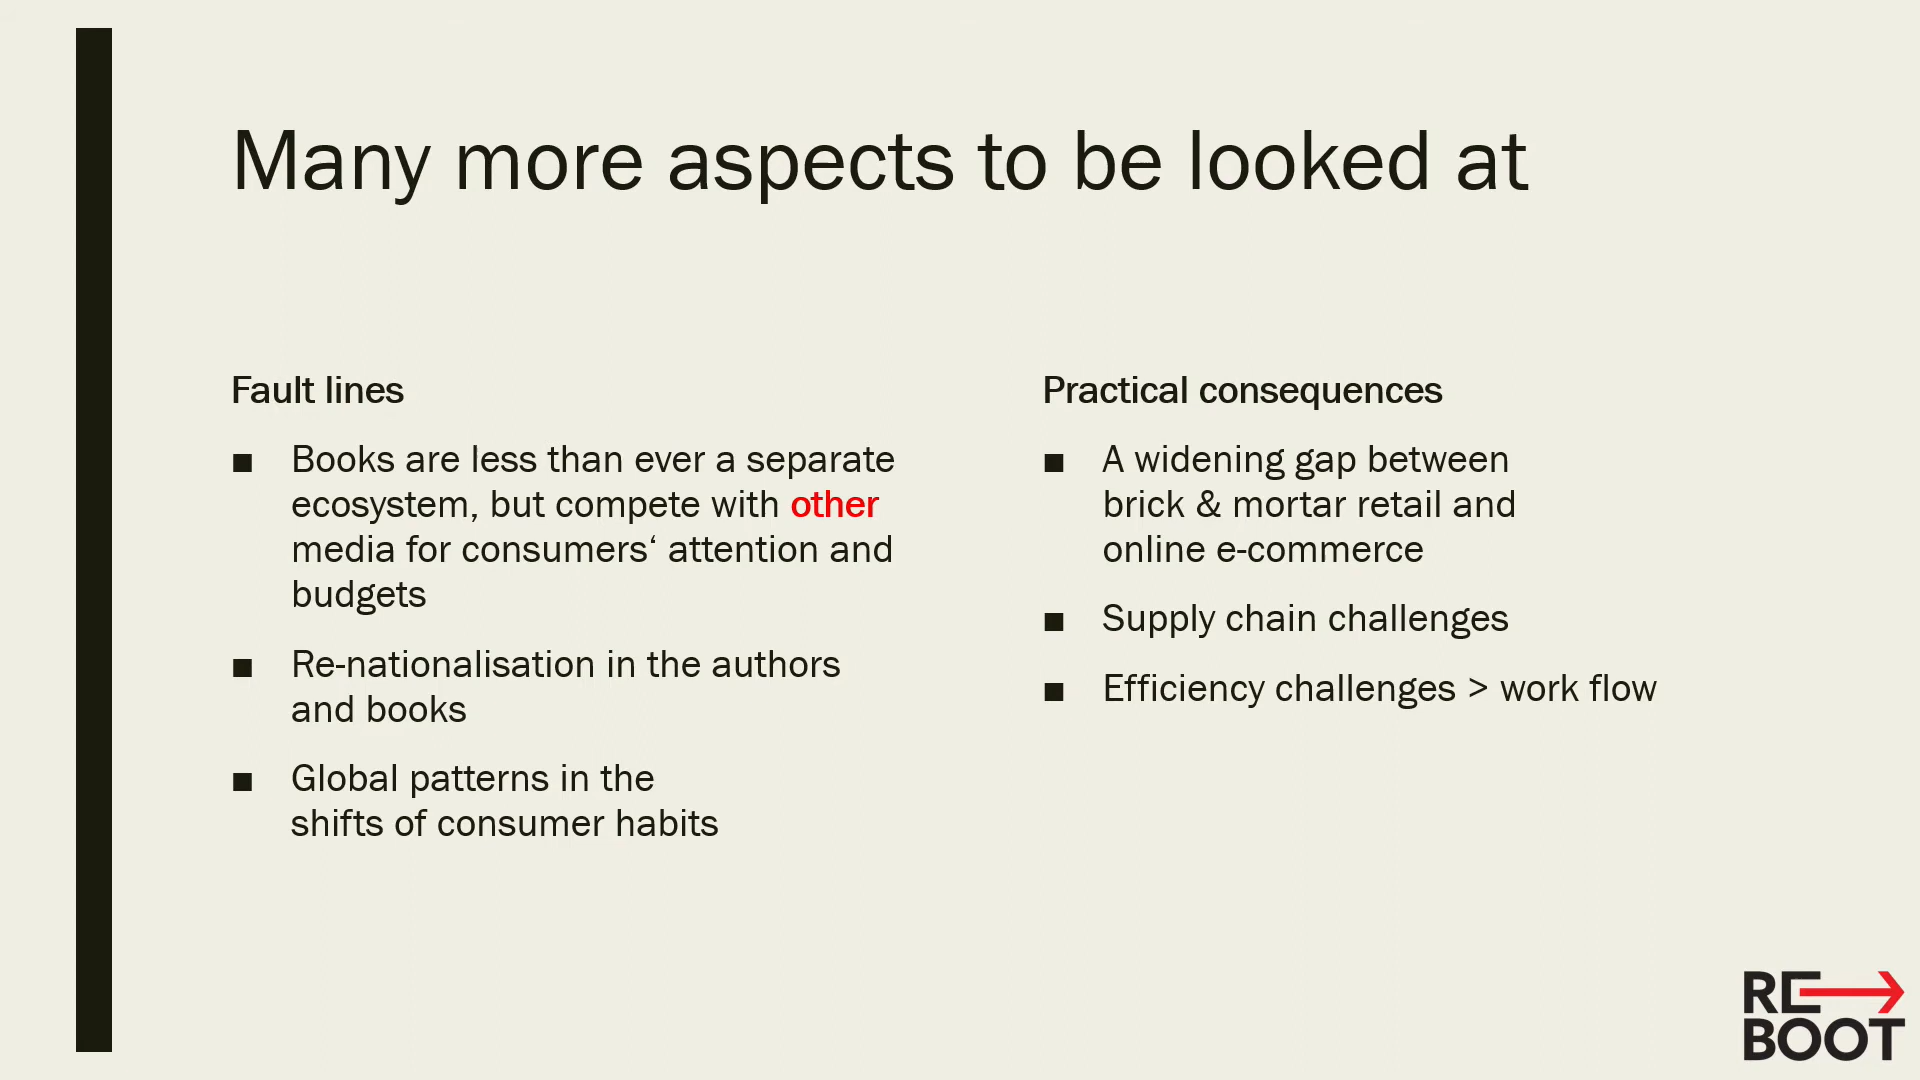 Many more aspects to be looked at
Fault lines
■ Books are less than ever a separate
ecosystem, but compete with other
media for consumers‘ attention and
budgets
■ Re-nationalisation in the authors
and books
■ Global patterns in the
shifts of consumer habits
Practical consequences
■ A widening gap between
brick & mortar retail and
online e-commerce
■ Supply chain challenges
■ Efficiency challenges > work flow
RE
BOOT